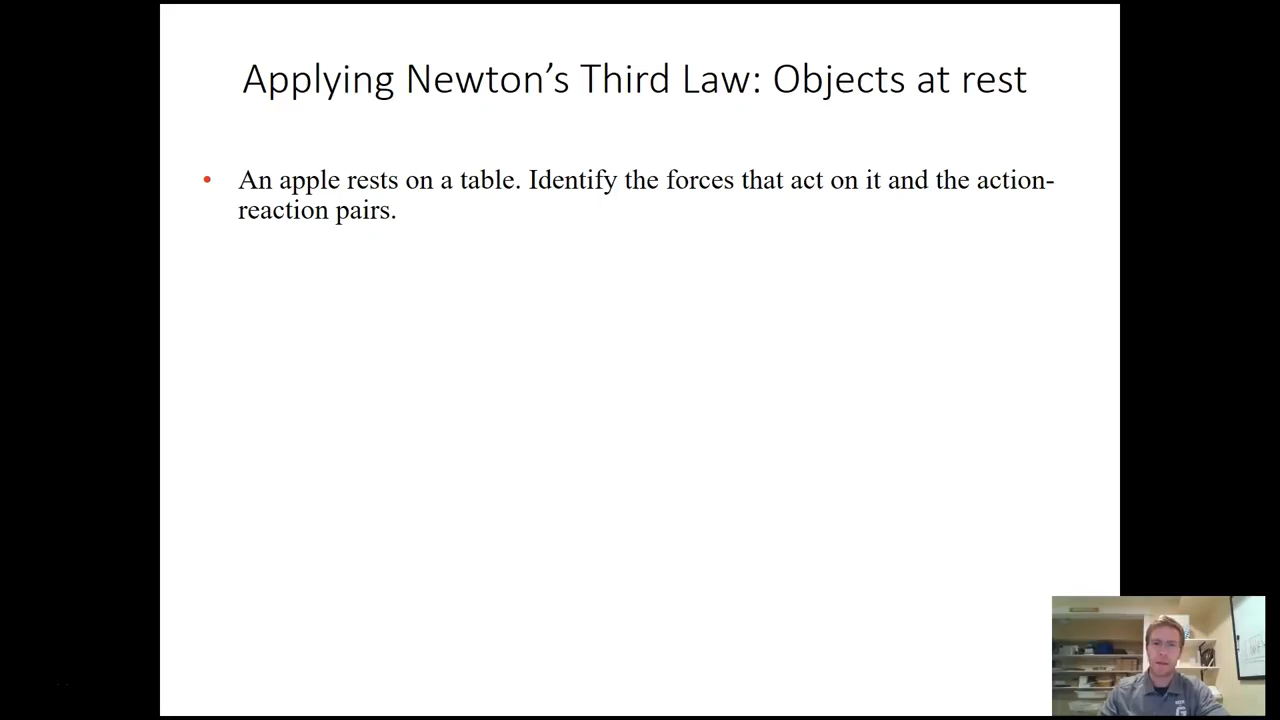 Applying Newton’s Third Law: Objects at rest
• An apple rests on a table. Identify the forces that act on it and the action-
reaction pairs.